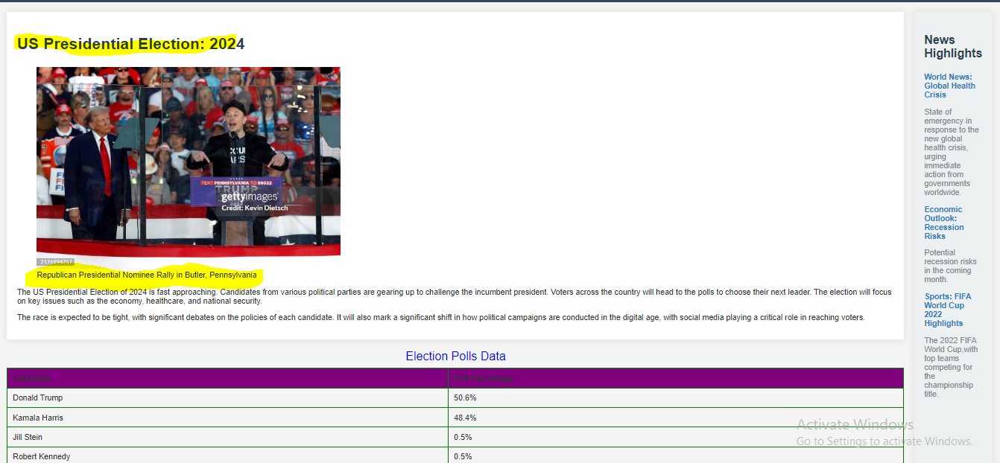 US Presidential Election: 2024
TEXT PENNSYLVANIA TO 88022
TRUMP
gettyimages
Credit: Kevin Dietsch
2176994757
Republican Presidential Nominee Rally in Butler, Pennsylvania
The US Presidential Election of 2024 is fast approaching. Candidates from various political parties are gearing up to challenge the incumbent president. Voters across the country will head to the polls to choose their next leader. The election will focus
on key issues such as the economy, healthcare, and national security.
The race is expected to be tight, with significant debates on the policies of each candidate. It will also mark a significant shift in how political campaigns are conducted in the digital age, with social media playing a critical role in reaching voters.
Election Polls Data
Candidate Poll Percentage
Donald Trump 50.6%
Kamala Harris 48.4%
Jill Stein 0.5%
Robert Kennedy 0.5%
News
Highlights
World News:
Global Health
Crisis
State of
emergency in
response to the
new global
health crisis,
urging
immediate
action from
governments
worldwide.
Economic
Outlook:
Recession
Risks
Potential
recession risks
in the coming
month.
Sports: FIFA
World Cup
2022
Highlights
The 2022 FIFA
World Cup,with
top teams
competing for
the
championship
title.
Activate Windows
Go to Settings to activate Windows.